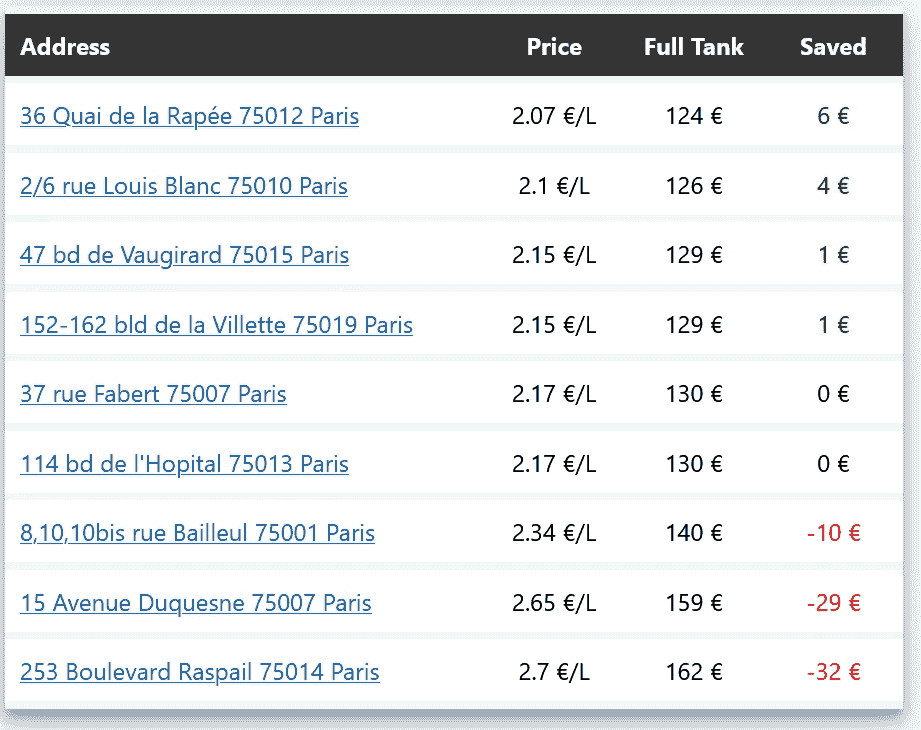 Address Price Full Tank Saved
36 Quai de la Rapée 75012 Paris 2.07 €/L 124 € 6 €
2/6 rue Louis Blanc 75010 Paris 2.1 €/L 126 € 4 €
47 bd de Vaugirard 75015 Paris 2.15 €/L 129 € 1 €
152-162 bld de la Villette 75019 Paris 2.15 €/L 129 € 1 €
37 rue Fabert 75007 Paris 2.17 €/L 130 € 0 €
114 bd de l'Hopital 75013 Paris 2.17 €/L 130 € 0 €
8,10,10bis rue Bailleul 75001 Paris 2.34 €/L 140 € -10 €
15 Avenue Duquesne 75007 Paris 2.65 €/L 159 € -29 €
253 Boulevard Raspail 75014 Paris 2.7 €/L 162 € -32 €